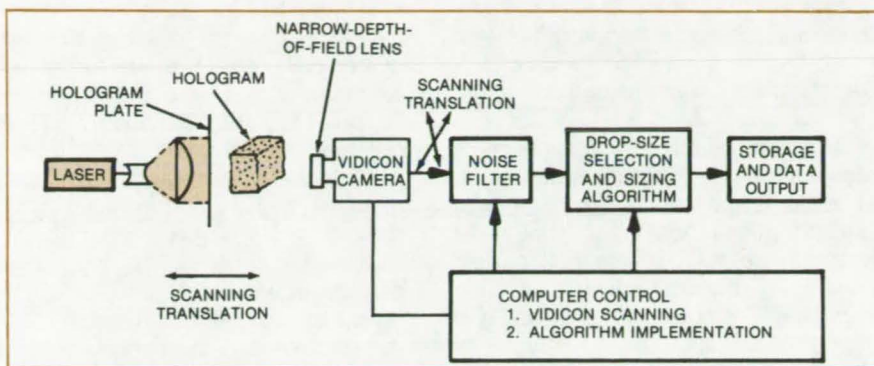 NARROW-DEPTH-
OF-FIELD LENS
HOLOGRAM
PLATE
HOLOGRAM
SCANNING
TRANSLATION
LASER
VIDICON
CAMERA
NOISE
FILTER
DROP-SIZE
SELECTION
AND SIZING
ALGORITHM
STORAGE
AND DATA
OUTPUT
SCANNING
TRANSLATION
COMPUTER CONTROL
1. VIDICON SCANNING
2. ALGORITHM IMPLEMENTATION